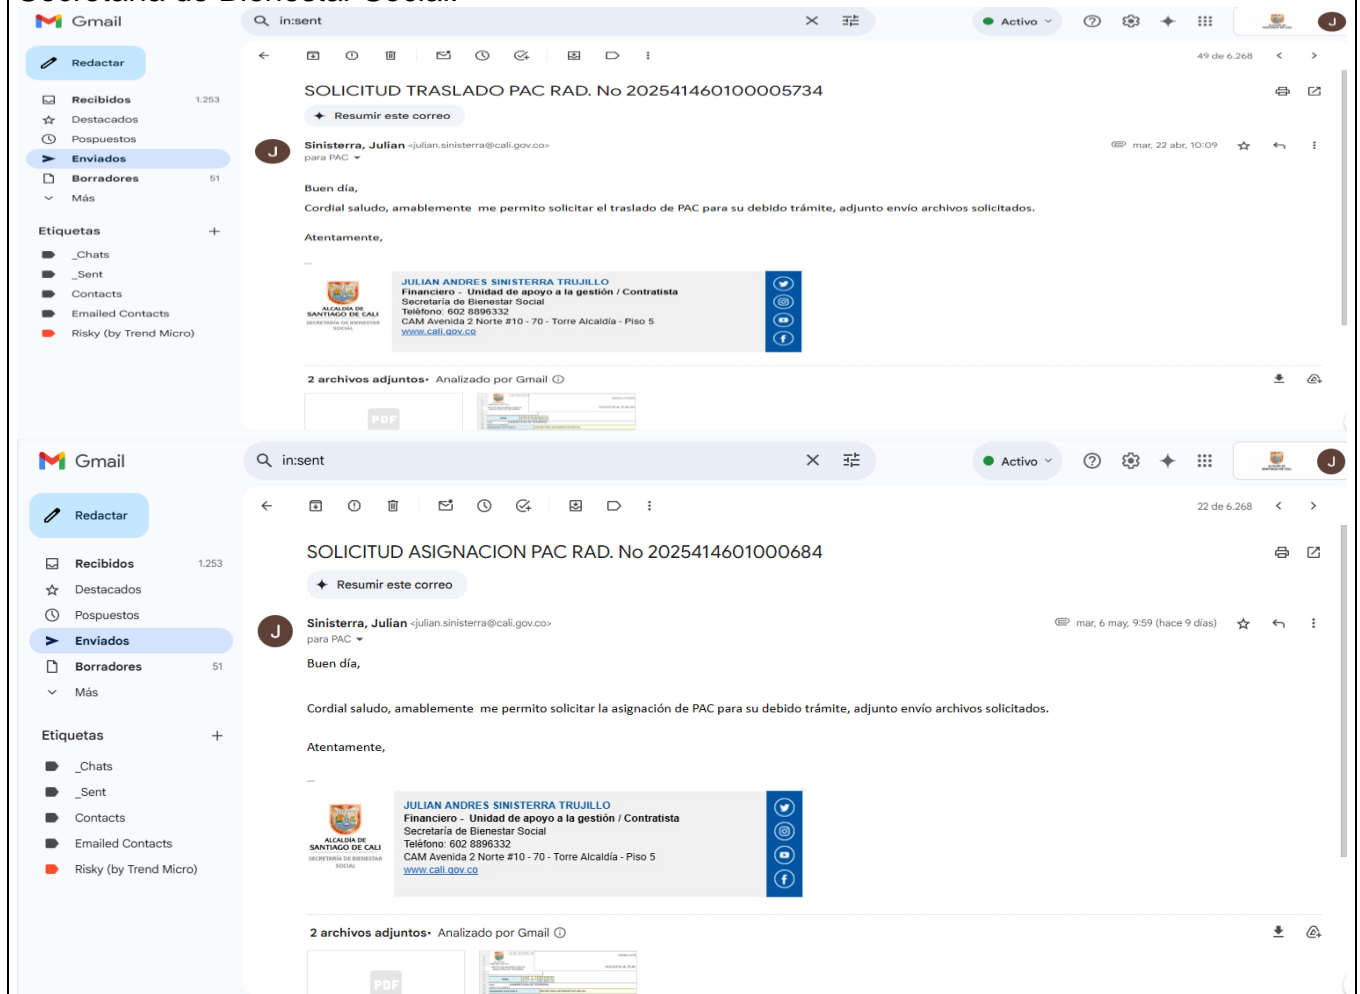 Secretaría de Bienestar Social.
Gmail
in:sent
Activo
J
Redactar
49 de 6.268
SOLICITUD TRASLADO PAC RAD. No 202541460100005734
Resumir este correo
Recibidos 1.253
Destacados
Pospuestos
Enviados
Borradores 51
Más
J
Sinisterra, Julian <julian.sinisterra@cali.gov.co>
mar, 22 abr, 10:09
para PAC
Buen día,
Cordial saludo, amablemente me permito solicitar el traslado de PAC para su debido trámite, adjunto envío archivos solicitados.
Atentamente,
--
Etiquetas
_Chats
_Sent
Contacts
Emailed Contacts
Risky (by Trend Micro)
ALCALDÍA DE
SANTIAGO DE CALI
SECRETARÍA DE BIENESTAR
SOCIAL
JULIAN ANDRES SINISTERRA TRUJILLO
Financiero - Unidad de apoyo a la gestión / Contratista
Secretaría de Bienestar Social
Teléfono: 602 8896332
CAM Avenida 2 Norte #10 - 70 - Torre Alcaldía - Piso 5
www.cali.gov.co
2 archivos adjuntos• Analizado por Gmail
PDF
Gmail
in:sent
Activo
J
Redactar
22 de 6.268
SOLICITUD ASIGNACION PAC RAD. No 2025414601000684
Resumir este correo
Recibidos 1.253
Destacados
Pospuestos
Enviados
Borradores 51
Más
J
Sinisterra, Julian <julian.sinisterra@cali.gov.co>
mar, 6 may, 9:59 (hace 9 días)
para PAC
Buen día,
Cordial saludo, amablemente me permito solicitar la asignación de PAC para su debido trámite, adjunto envío archivos solicitados.
Atentamente,
--
Etiquetas
_Chats
_Sent
Contacts
Emailed Contacts
Risky (by Trend Micro)
ALCALDÍA DE
SANTIAGO DE CALI
SECRETARÍA DE BIENESTAR
SOCIAL
JULIAN ANDRES SINISTERRA TRUJILLO
Financiero - Unidad de apoyo a la gestión / Contratista
Secretaría de Bienestar Social
Teléfono: 602 8896332
CAM Avenida 2 Norte #10 - 70 - Torre Alcaldía - Piso 5
www.cali.gov.co
2 archivos adjuntos• Analizado por Gmail
PDF